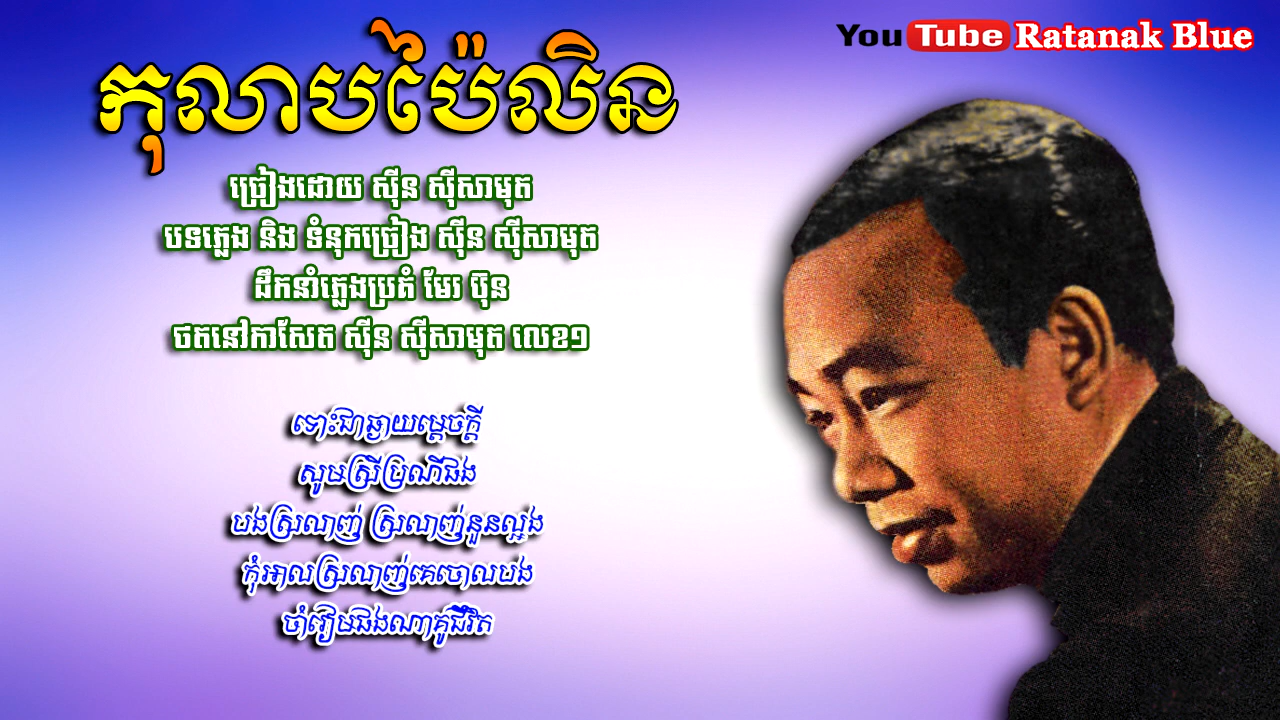 YouTube Ratanak Blue
កុលាបប៉ៃលិន
ច្រៀងដោយ ស៊ីន ស៊ីសាមុត
បទភ្លេង និង ទំនុកច្រៀង ស៊ីន ស៊ីសាមុត
ដឹកនាំភ្លេងប្រគំ មែរ ប៊ុន
ថតនៅកាសែត ស៊ីន ស៊ីសាមុត លេខ១
ទោះជាឆ្ងាយម្ដេចក្ដី
សូមស្រីប្រណីផង
បងស្រលាញ់ ស្រលាញ់នួនល្អង
កុំអាលស្រលាញ់គេចោលបង
ចាំរៀមផងណាគូជីវិត